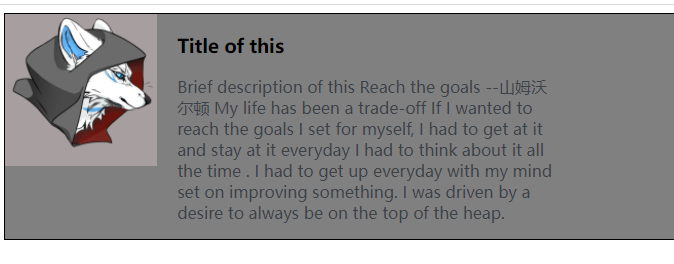 Title of this
Brief description of this Reach the goals --山姆沃
尔顿 My life has been a trade-off If I wanted to
reach the goals I set for myself, I had to get at it
and stay at it everyday I had to think about it all
the time . I had to get up everyday with my mind
set on improving something. I was driven by a
desire to always be on the top of the heap.